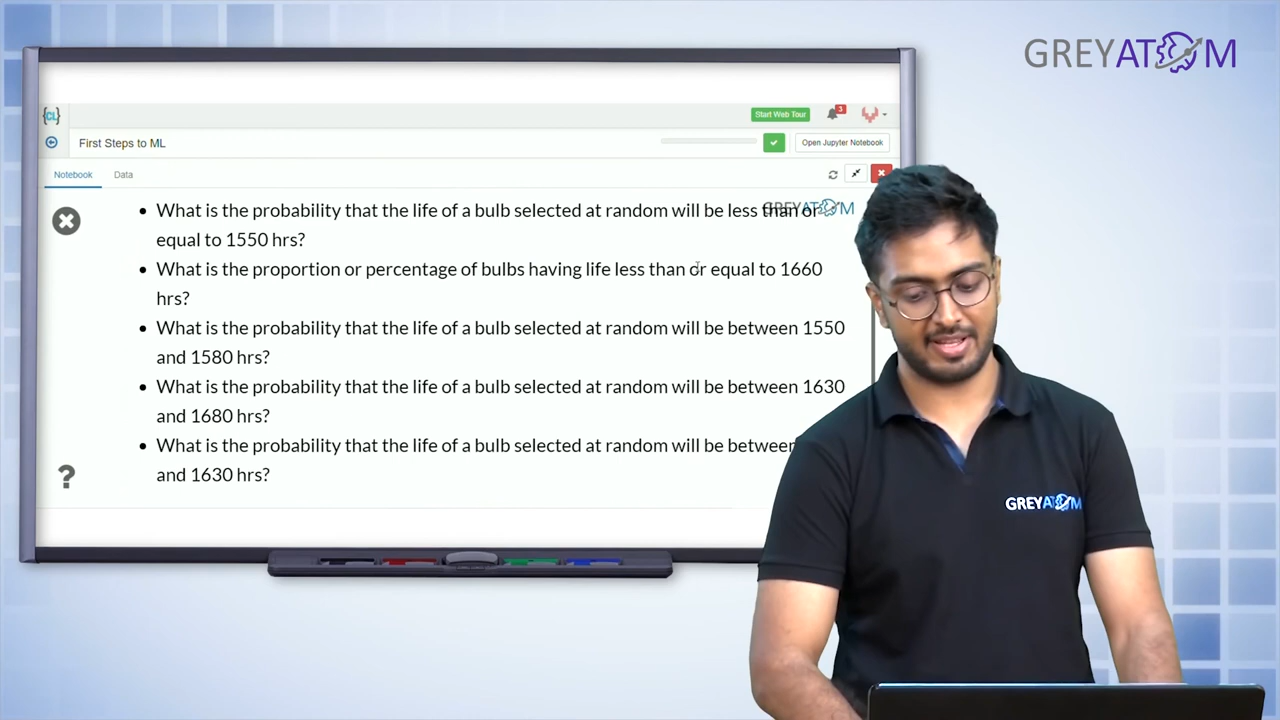 GREYATOM
{CL}
Start Web Tour
3
First Steps to ML
Open Jupyter Notebook
Notebook
Data
GREYATOM
• What is the probability that the life of a bulb selected at random will be less than or
equal to 1550 hrs?
• What is the proportion or percentage of bulbs having life less than or equal to 1660
hrs?
• What is the probability that the life of a bulb selected at random will be between 1550
and 1580 hrs?
• What is the probability that the life of a bulb selected at random will be between 1630
and 1680 hrs?
• What is the probability that the life of a bulb selected at random will be between
and 1630 hrs?
?
GREYATOM